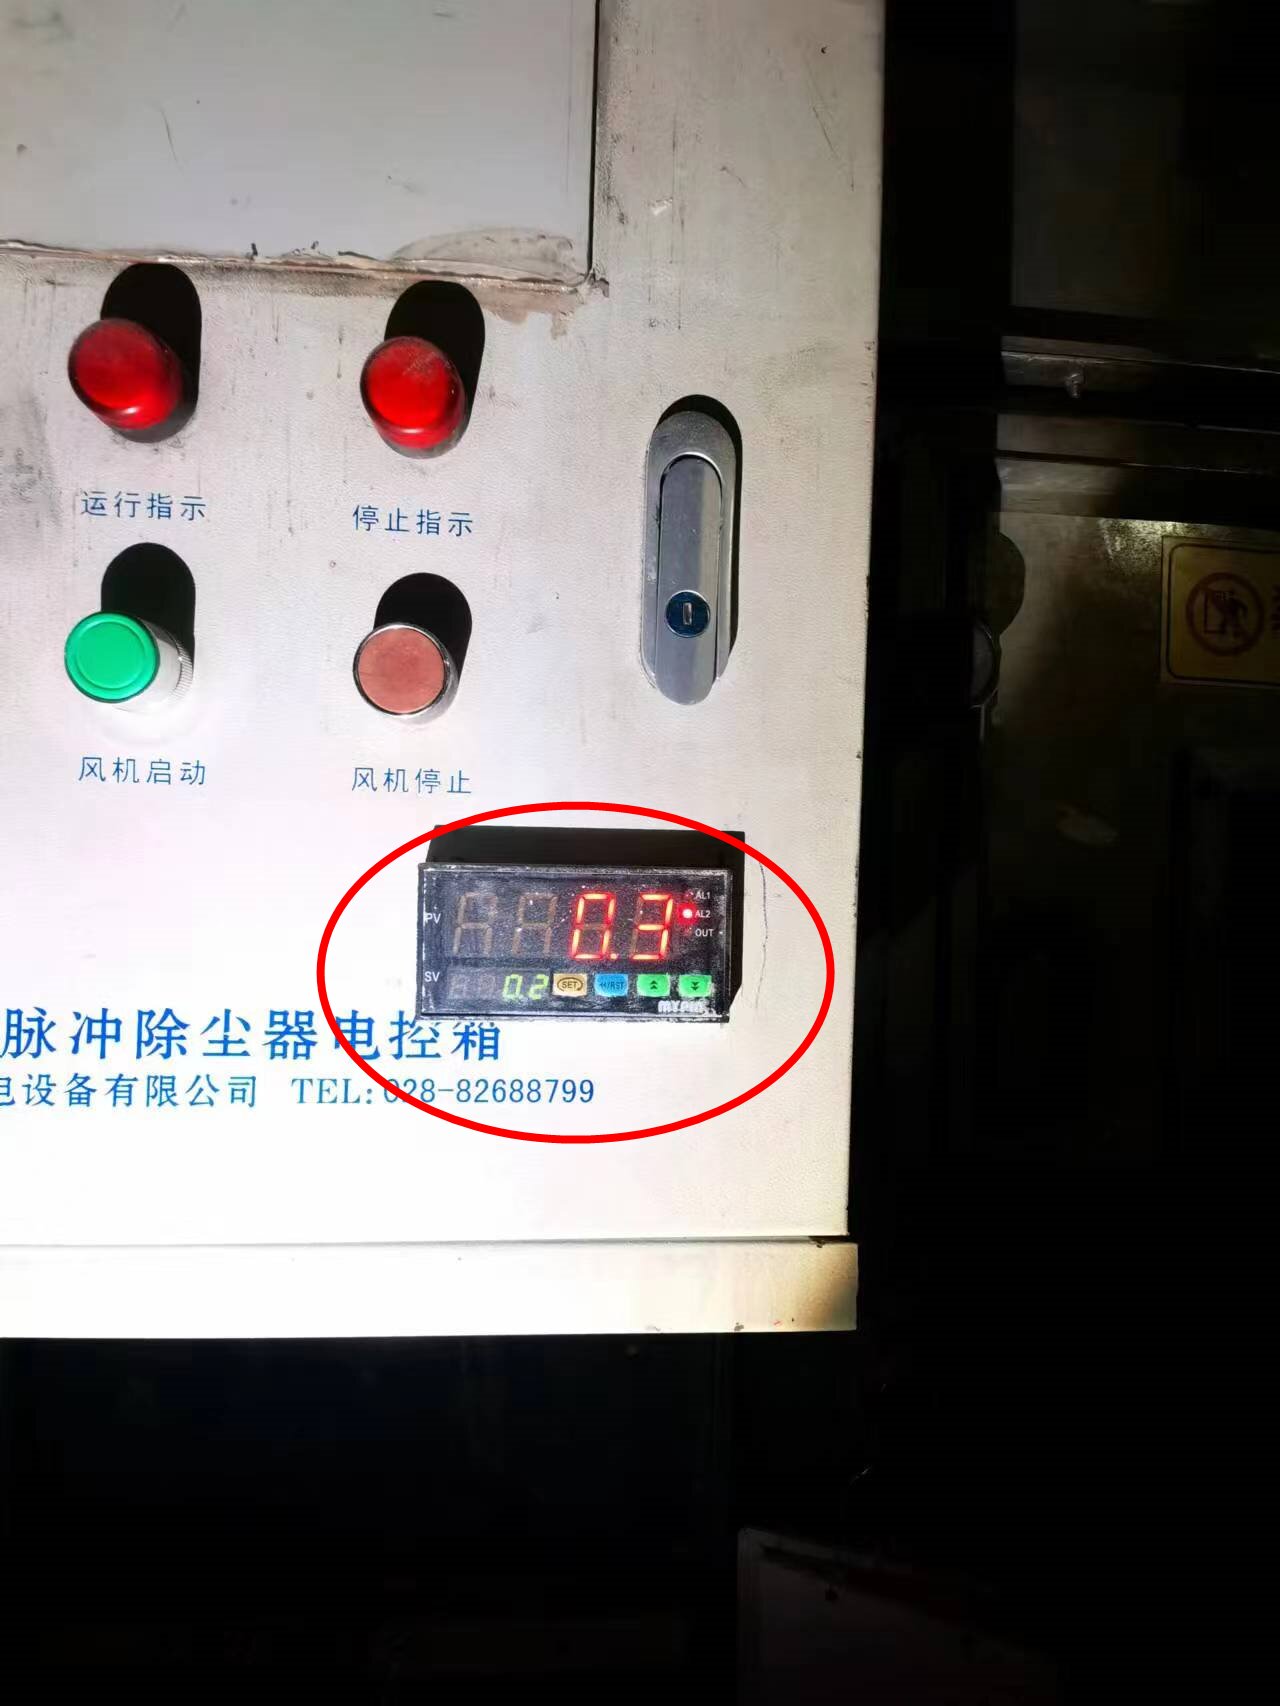 运行指示
停止指示
风机启动
风机停止
PV
0.3
AL1
AL2
OUT
SV
0.2
SET
≪/RST
MYPIN
脉冲除尘器电控箱
电设备有限公司 TEL:028-82688799